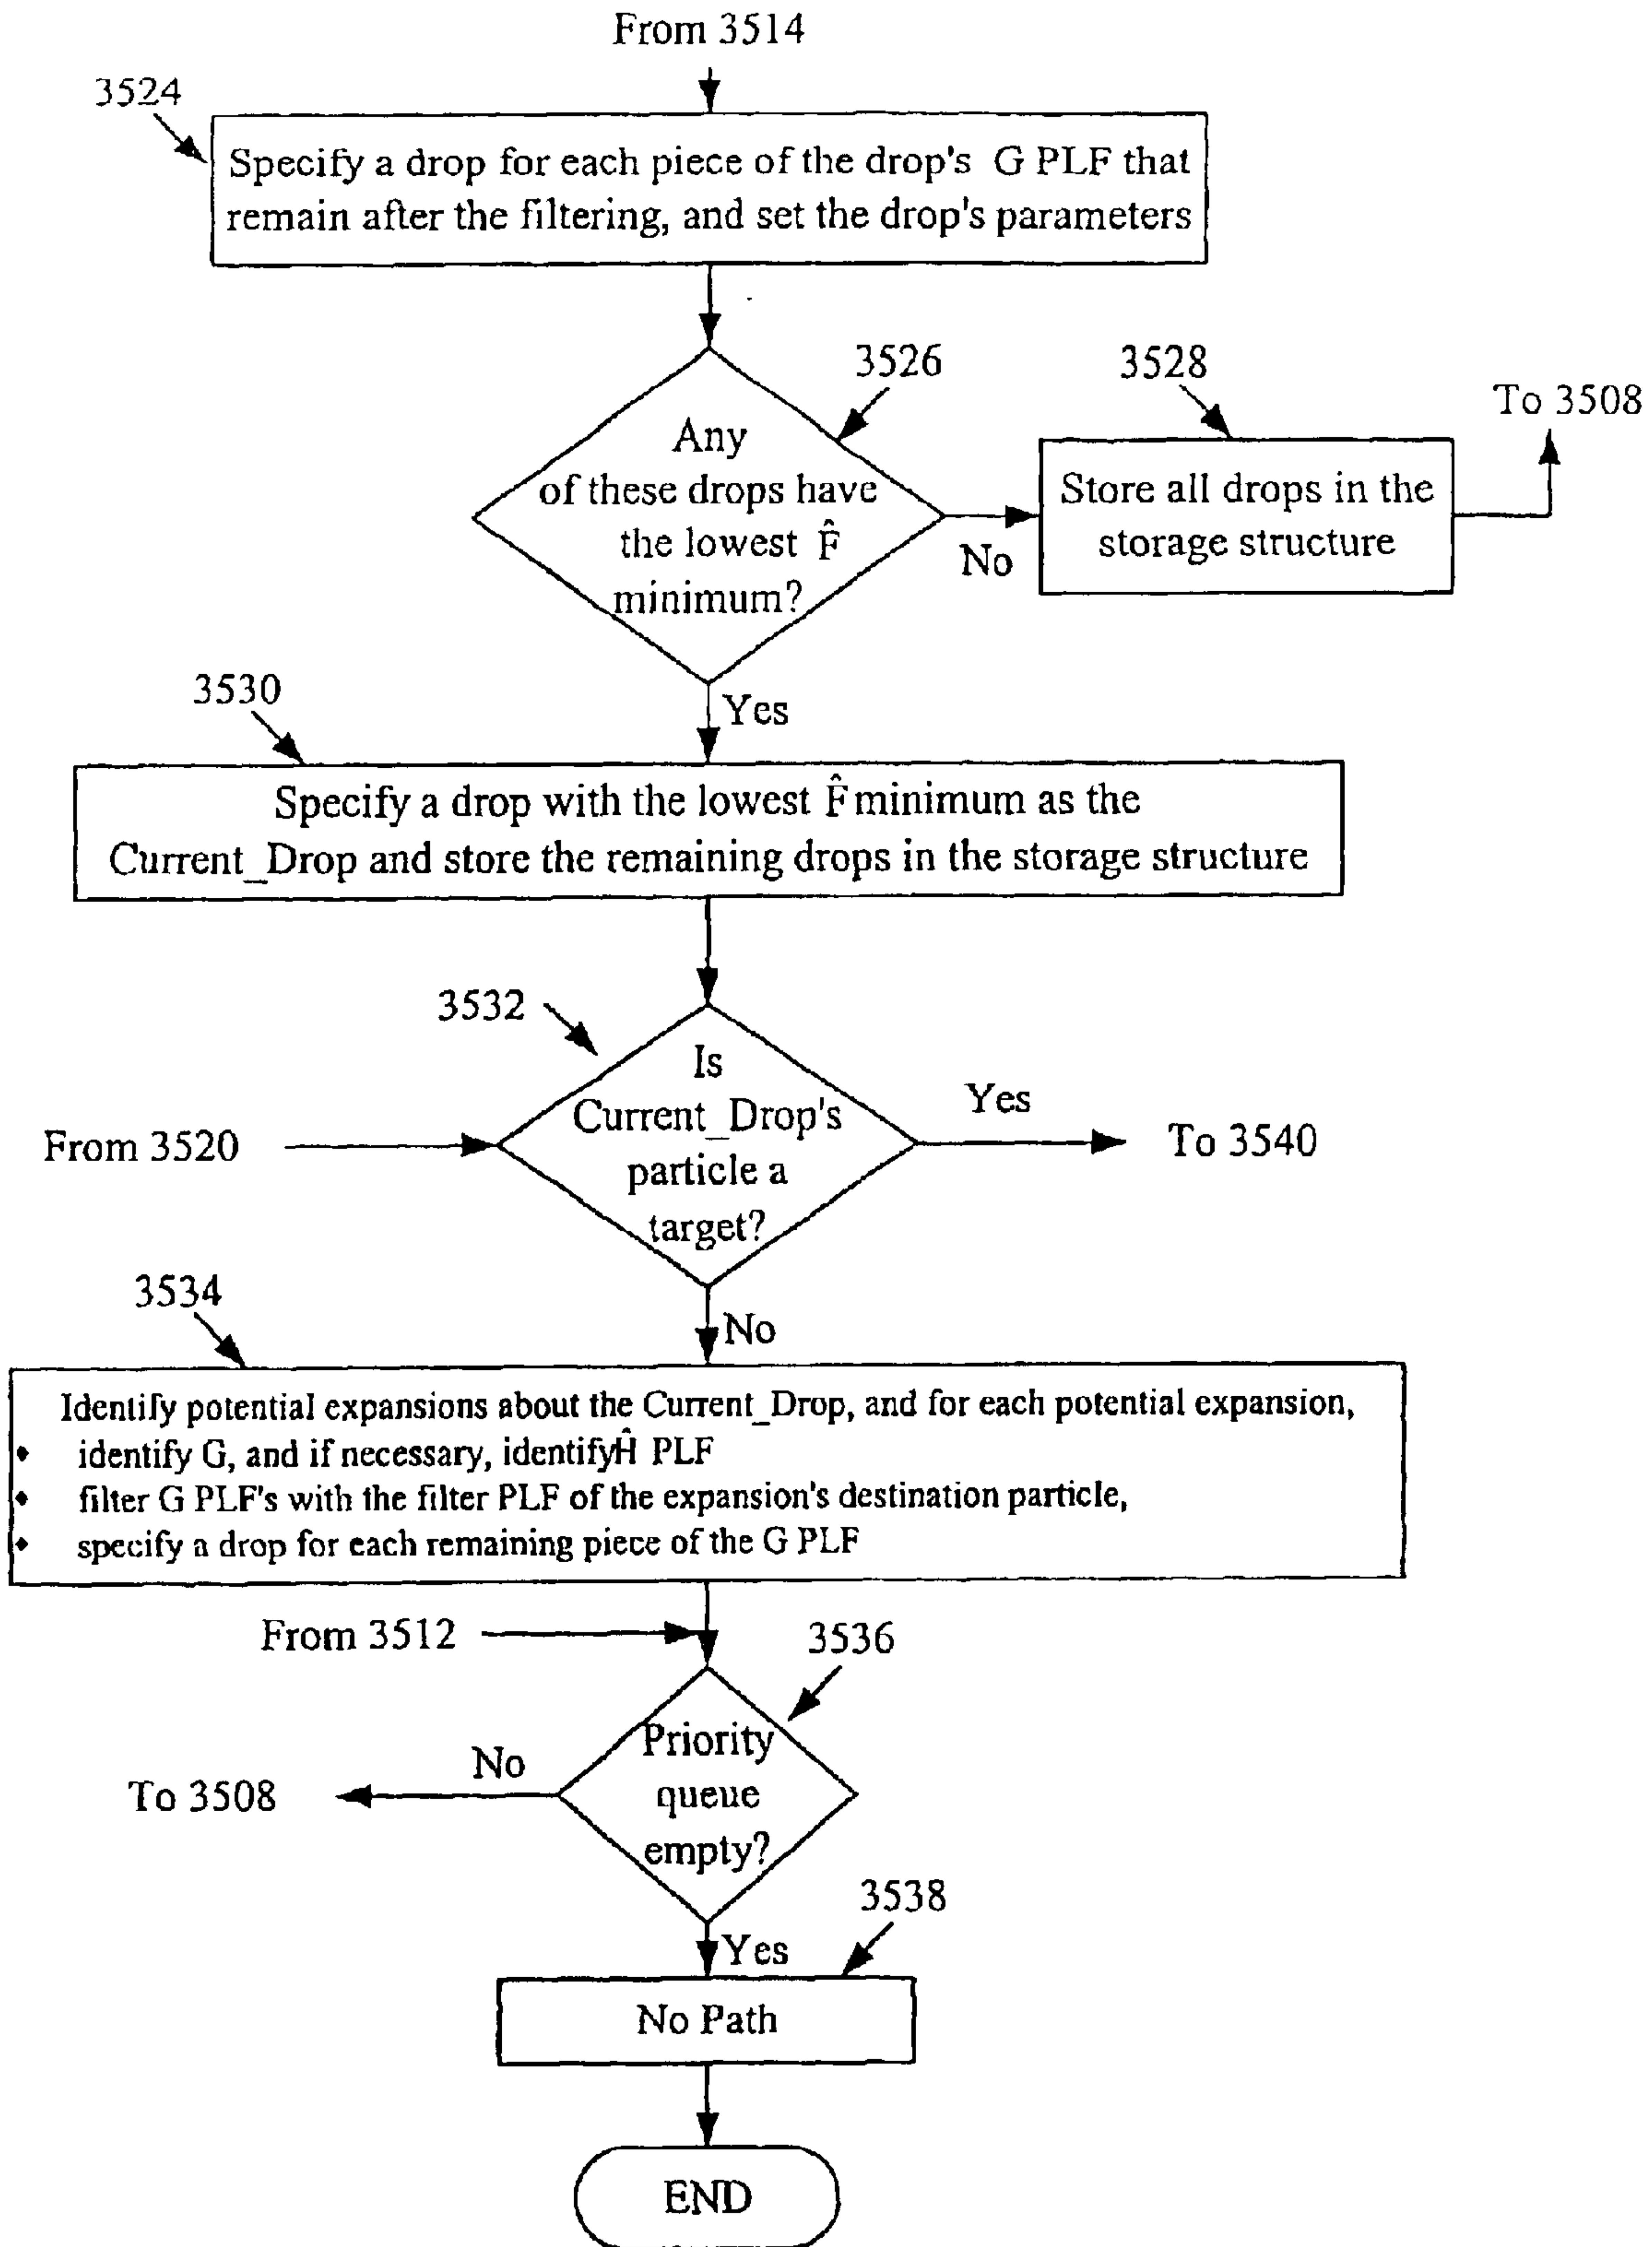 From 3514
3524
Specify a drop for each piece of the drop's G PLF that
remain after the filtering, and set the drop's parameters
3526
3528
To 3508
Any
of these drops have
the lowest F̂
minimum?
No
Store all drops in the
storage structure
Yes
3530
Specify a drop with the lowest F̂ minimum as the
Current_Drop and store the remaining drops in the storage structure
3532
Is
Current_Drop's
particle a
target?
From 3520
Yes
To 3540
No
3534
Identify potential expansions about the Current_Drop, and for each potential expansion,
• identify G, and if necessary, identify Ĥ PLF
• filter G PLF's with the filter PLF of the expansion's destination particle,
• specify a drop for each remaining piece of the G PLF
From 3512
3536
Priority
queue
empty?
No
To 3508
3538
Yes
No Path
END